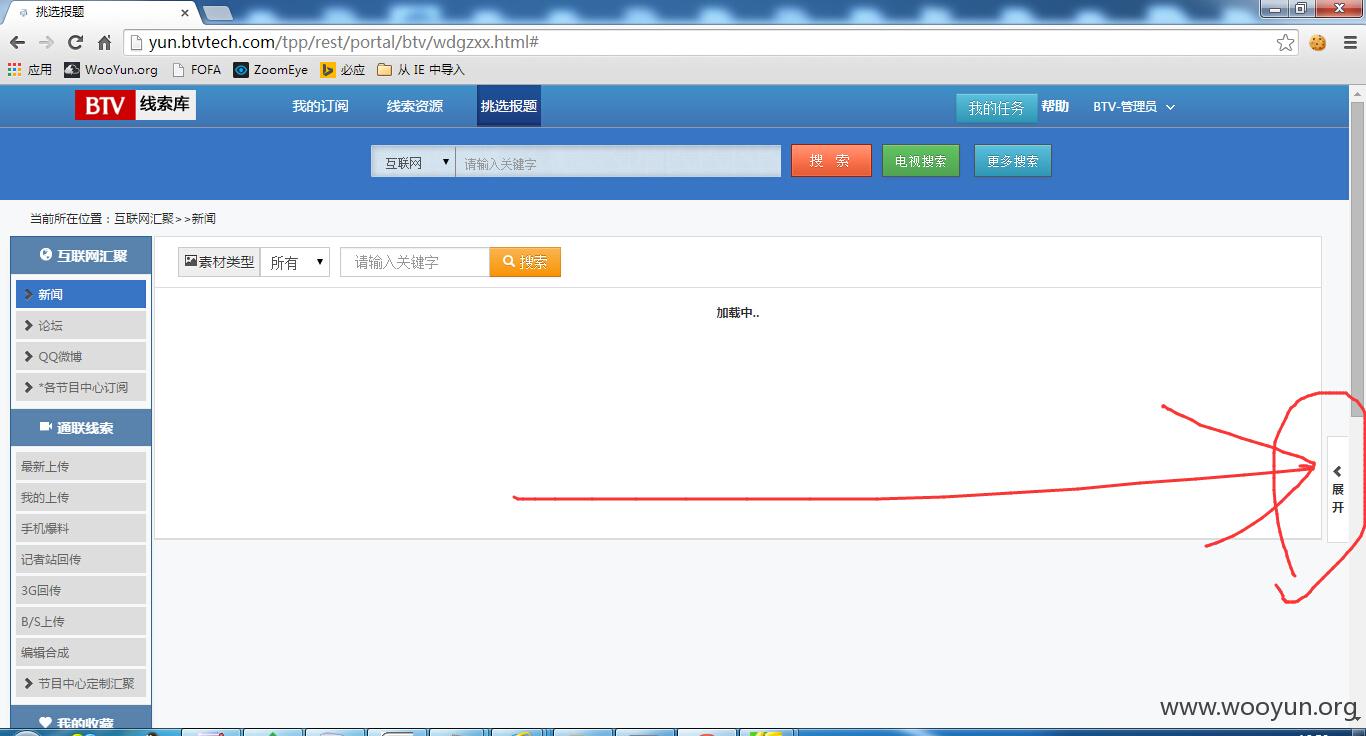 挑选报题
yun.btvtech.com/tpp/rest/portal/btv/wdgzxx.html#
应用 WooYun.org FOFA ZoomEye 必应 从 IE 中导入
BTV 线索库 我的订阅 线索资源 挑选报题 我的任务 帮助 BTV-管理员
互联网 请输入关键字 搜 索 电视搜索 更多搜索
当前所在位置：互联网汇聚>>新闻
互联网汇聚
素材类型 所有 请输入关键字 搜索
新闻
加载中..
论坛
QQ微博
*各节目中心订阅
通联线索
最新上传
展开
我的上传
手机爆料
记者站回传
3G回传
B/S上传
编辑合成
节目中心定制汇聚
我的收藏
www.wooyun.org